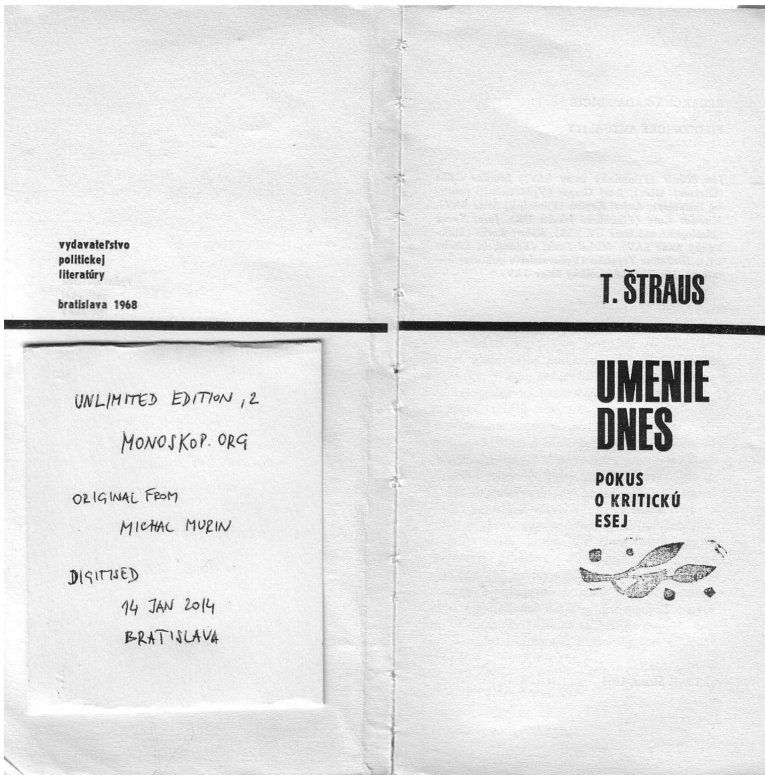 vydavateľstvo
politickej
literatúry
bratislava 1968
UNLIMITED EDITION, 2
MONOSKOP.ORG
ORIGINAL FROM
MICHAL MURIN
DIGITISED
14 JAN 2014
BRATISLAVA
T. ŠTRAUS
UMENIE
DNES
POKUS
O KRITICKÚ
ESEJ